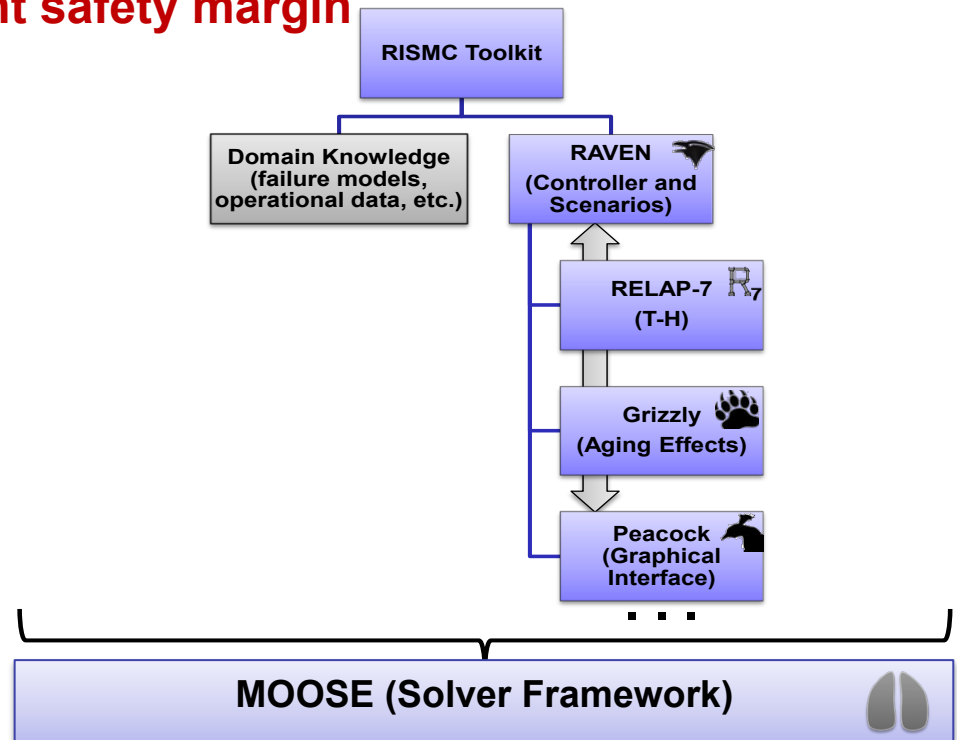 nt safety margin
RISMC Toolkit
Domain Knowledge
(failure models,
operational data, etc.)
RAVEN
(Controller and
Scenarios)
RELAP-7
R7
(T-H)
Grizzly
(Aging Effects)
Peacock
(Graphical
Interface)
. . .
MOOSE (Solver Framework)